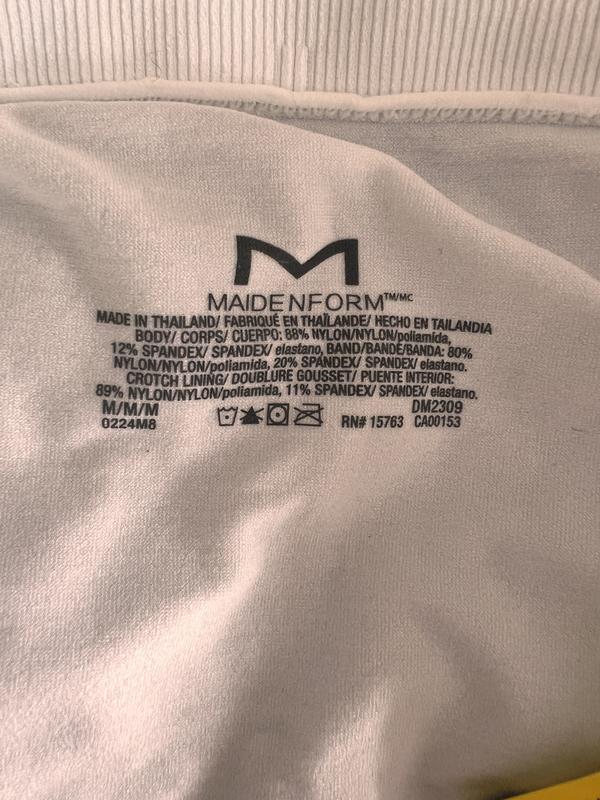 M
MAIDENFORM™/MC
MADE IN THAILAND/ FABRIQUÉ EN THAÏLANDE/ HECHO EN TAILANDIA
BODY/ CORPS/ CUERPO: 88% NYLON/NYLON/poliamida,
12% SPANDEX/ SPANDEX/ elastano, BAND/BANDE/BANDA: 80%
NYLON/NYLON/poliamida, 20% SPANDEX/ SPANDEX/ elastano.
CROTCH LINING/ DOUBLURE GOUSSET/ PUENTE INTERIOR:
89% NYLON/NYLON/poliamida, 11% SPANDEX/ SPANDEX/ elastano.
M/M/M DM2309
0224M8 RN# 15763 CA00153